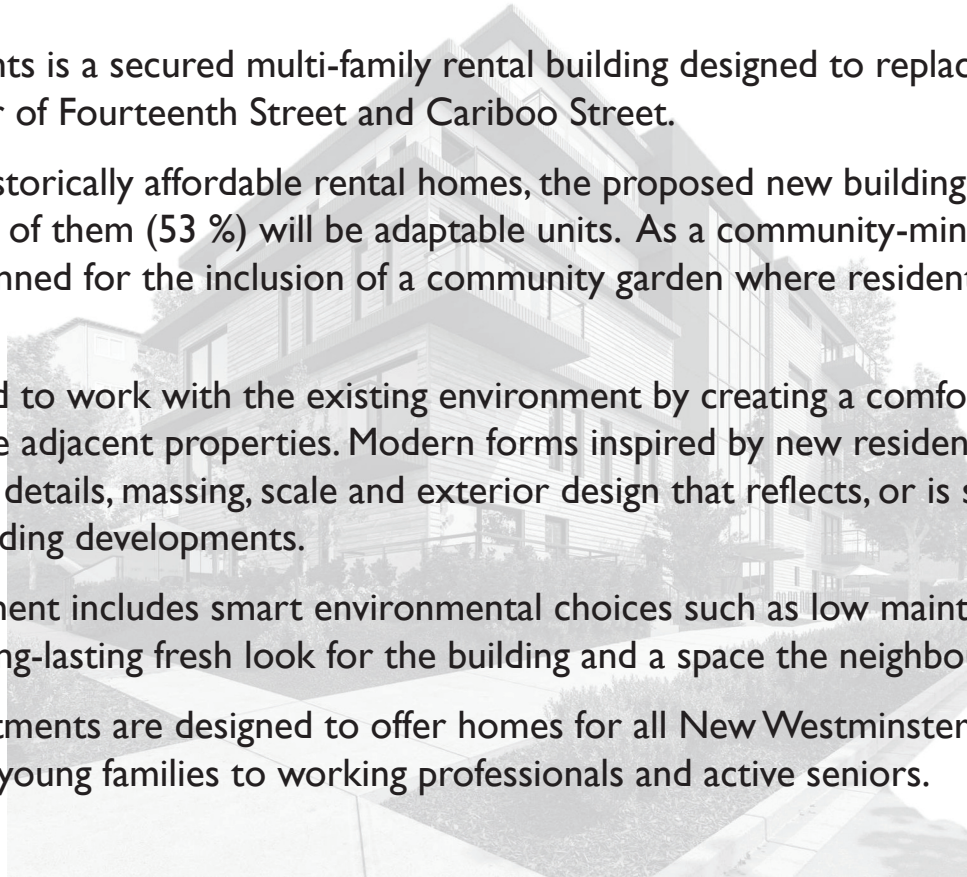 nts is a secured multi-family rental building designed to replac
r of Fourteenth Street and Cariboo Street.
storically affordable rental homes, the proposed new building
of them (53 %) will be adaptable units. As a community-min
nned for the inclusion of a community garden where resident
d to work with the existing environment by creating a comfo
e adjacent properties. Modern forms inspired by new residen
details, massing, scale and exterior design that reflects, or is s
ding developments.
nent includes smart environmental choices such as low maint
ng-lasting fresh look for the building and a space the neighbo
tments are designed to offer homes for all New Westminster
young families to working professionals and active seniors.